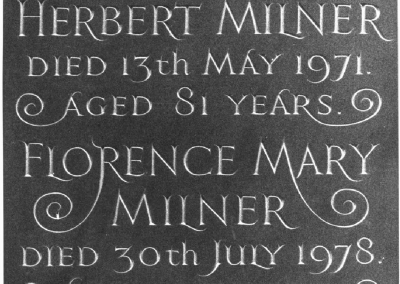 HERBERT MILNER
DIED 13th MAY 1971.
AGED 81 YEARS.
FLORENCE MARY
MILNER
DIED 30th JULY 1978.